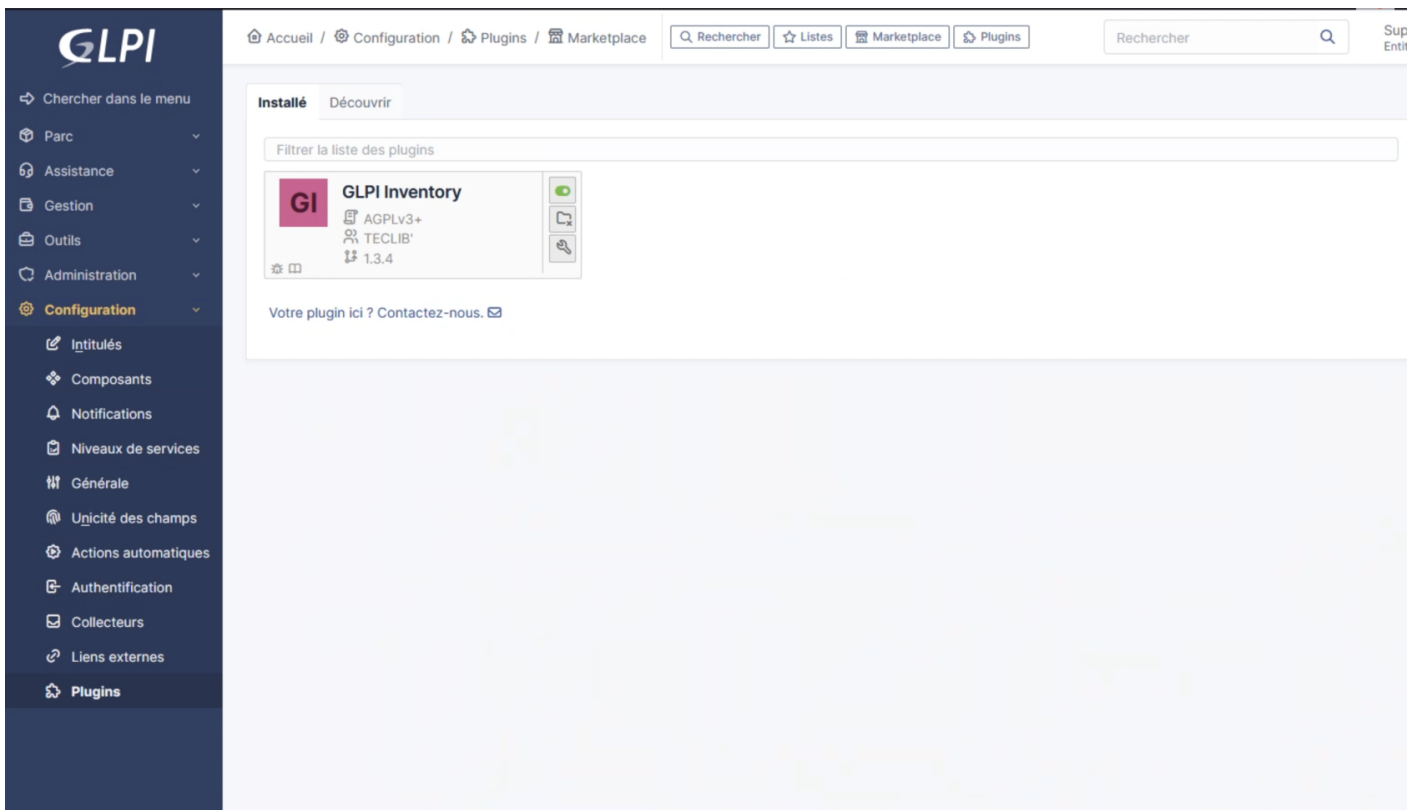 GLPI
Accueil / Configuration / Plugins / Marketplace
Rechercher
Listes
Marketplace
Plugins
Rechercher
Sup
Entit
Chercher dans le menu
Parc
Assistance
Gestion
Outils
Administration
Configuration
Intitulés
Composants
Notifications
Niveaux de services
Générale
Unicité des champs
Actions automatiques
Authentification
Collecteurs
Liens externes
Plugins
Installé
Découvrir
Filtrer la liste des plugins
GI
GLPI Inventory
AGPLv3+
TECLIB'
1.3.4
Votre plugin ici ? Contactez-nous.